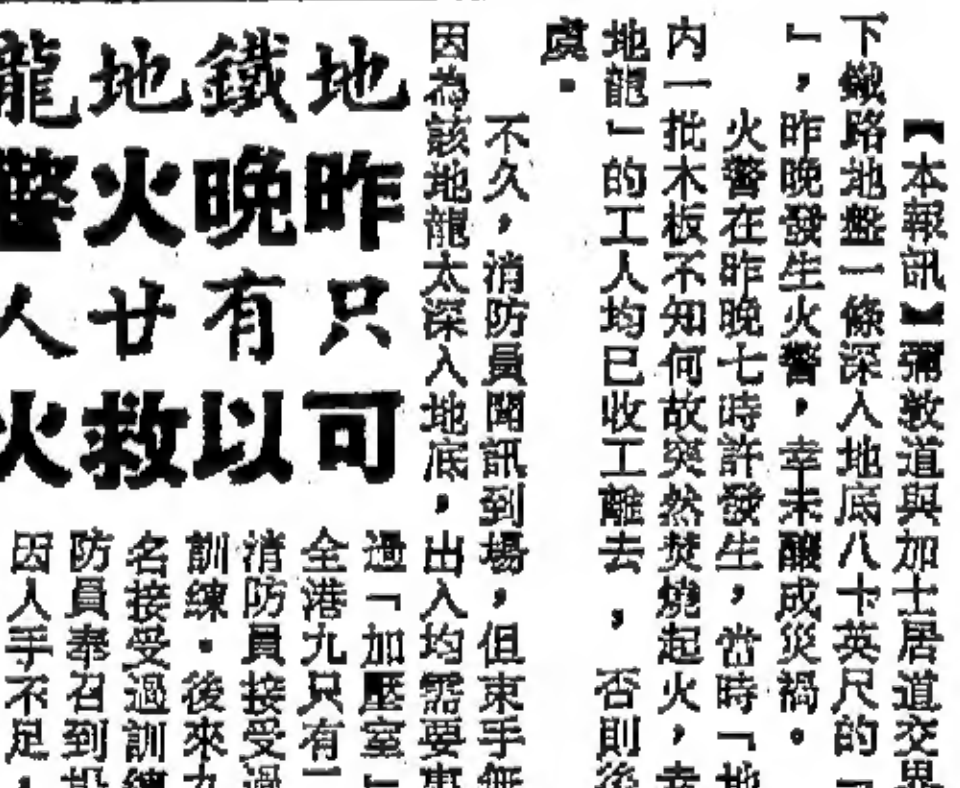 【本報訊】彌敦道與加士居道交界
下鐵路地盤一條深入地底八十英尺的「
」,昨晚發生火警,幸未釀成災禍。
火警在昨晚七時許發生,當時「地
內一批木板不知何故突然焚燒起火,幸
地龍」的工人均已收工離去,否則後
虞。
不久,消防員聞訊到場,但束手無
因為該地龍太深入地底,出入均需要事
地昨只可
鐵晚有以
地火廿救
龍警人火
過「加壓室」
全港九只有一
消防員接受過
訓練。後來九
名接受過訓練
防員奉召到場
因人手不足,